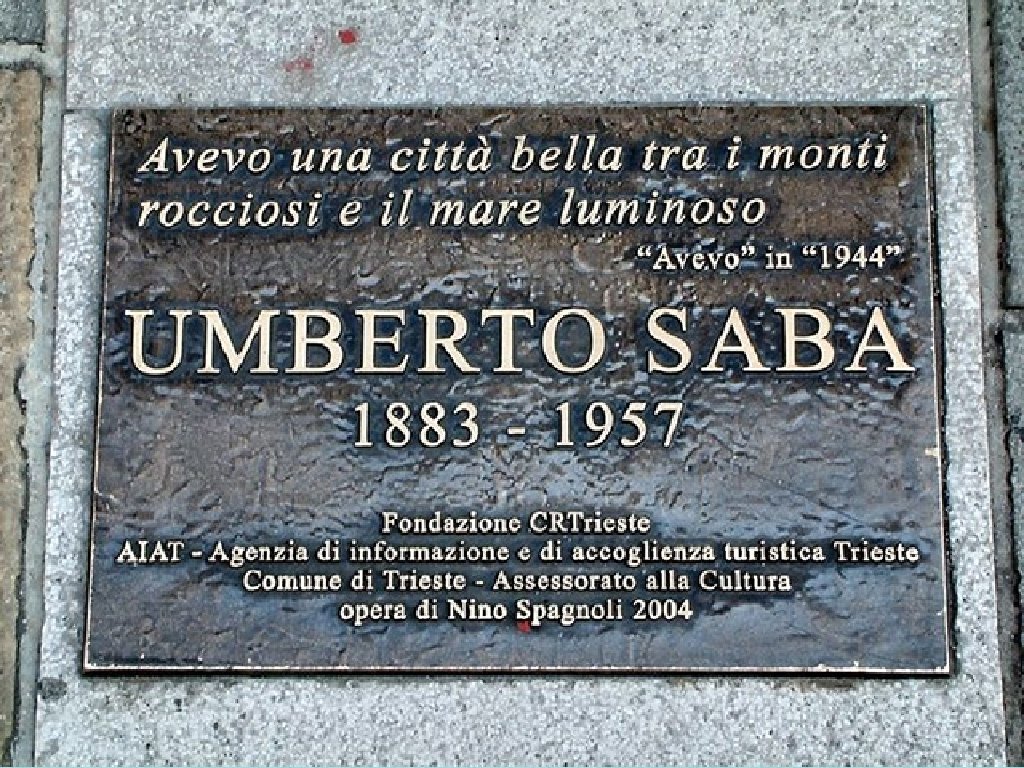 Avevo una città bella tra i monti
rocciosi e il mare luminoso
“Avevo” in “1944”
UMBERTO SABA
1883 - 1957
Fondazione CRTrieste
AIAT - Agenzia di informazione e di accoglienza turistica Trieste
Comune di Trieste - Assessorato alla Cultura
opera di Nino Spagnoli 2004